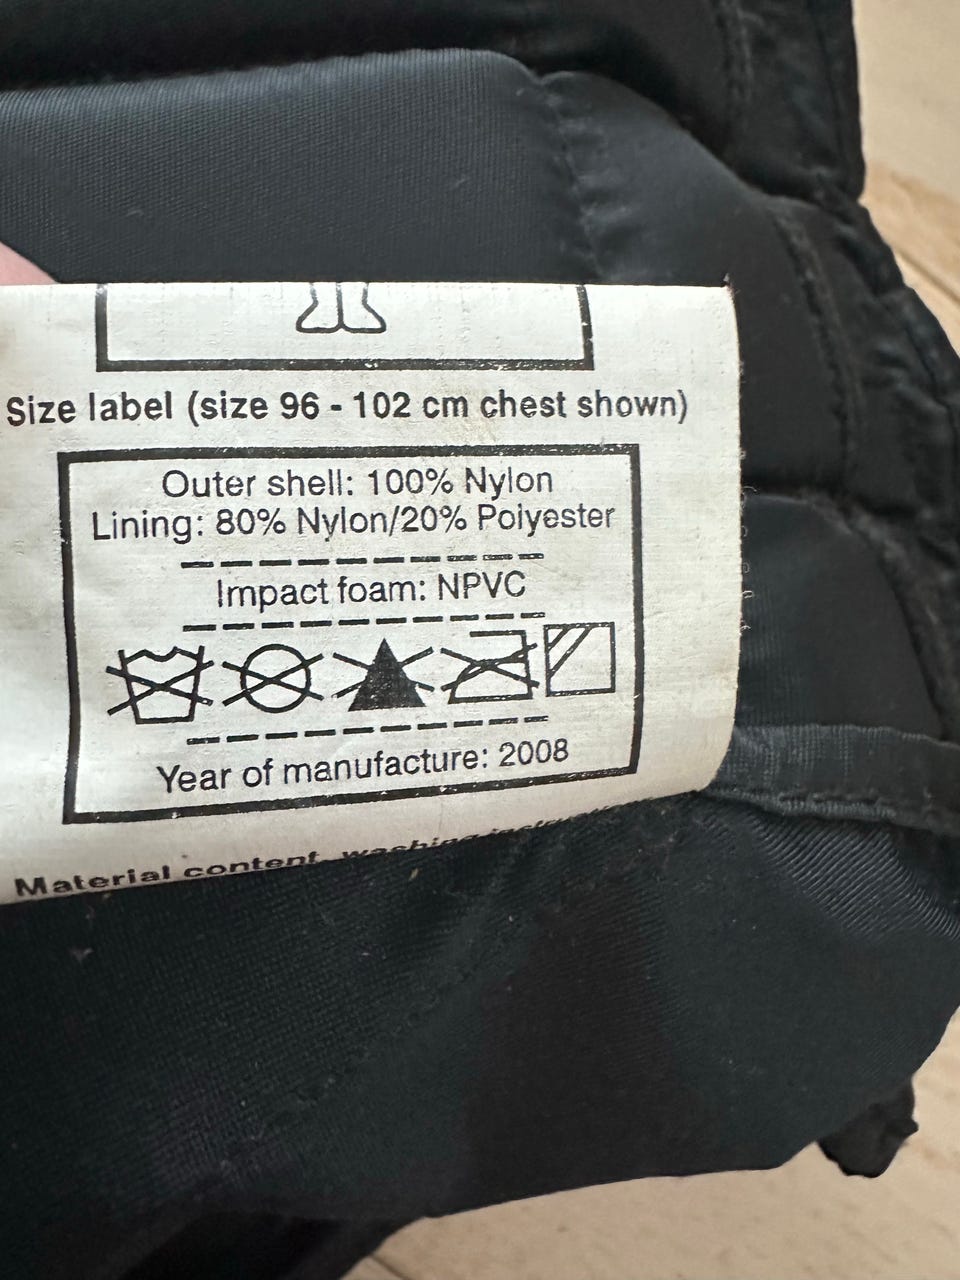 Size label (size 96 - 102 cm chest shown)
Outer shell: 100% Nylon
Lining: 80% Nylon/20% Polyester
Impact foam: NPVC
Year of manufacture: 2008
Material content, washing